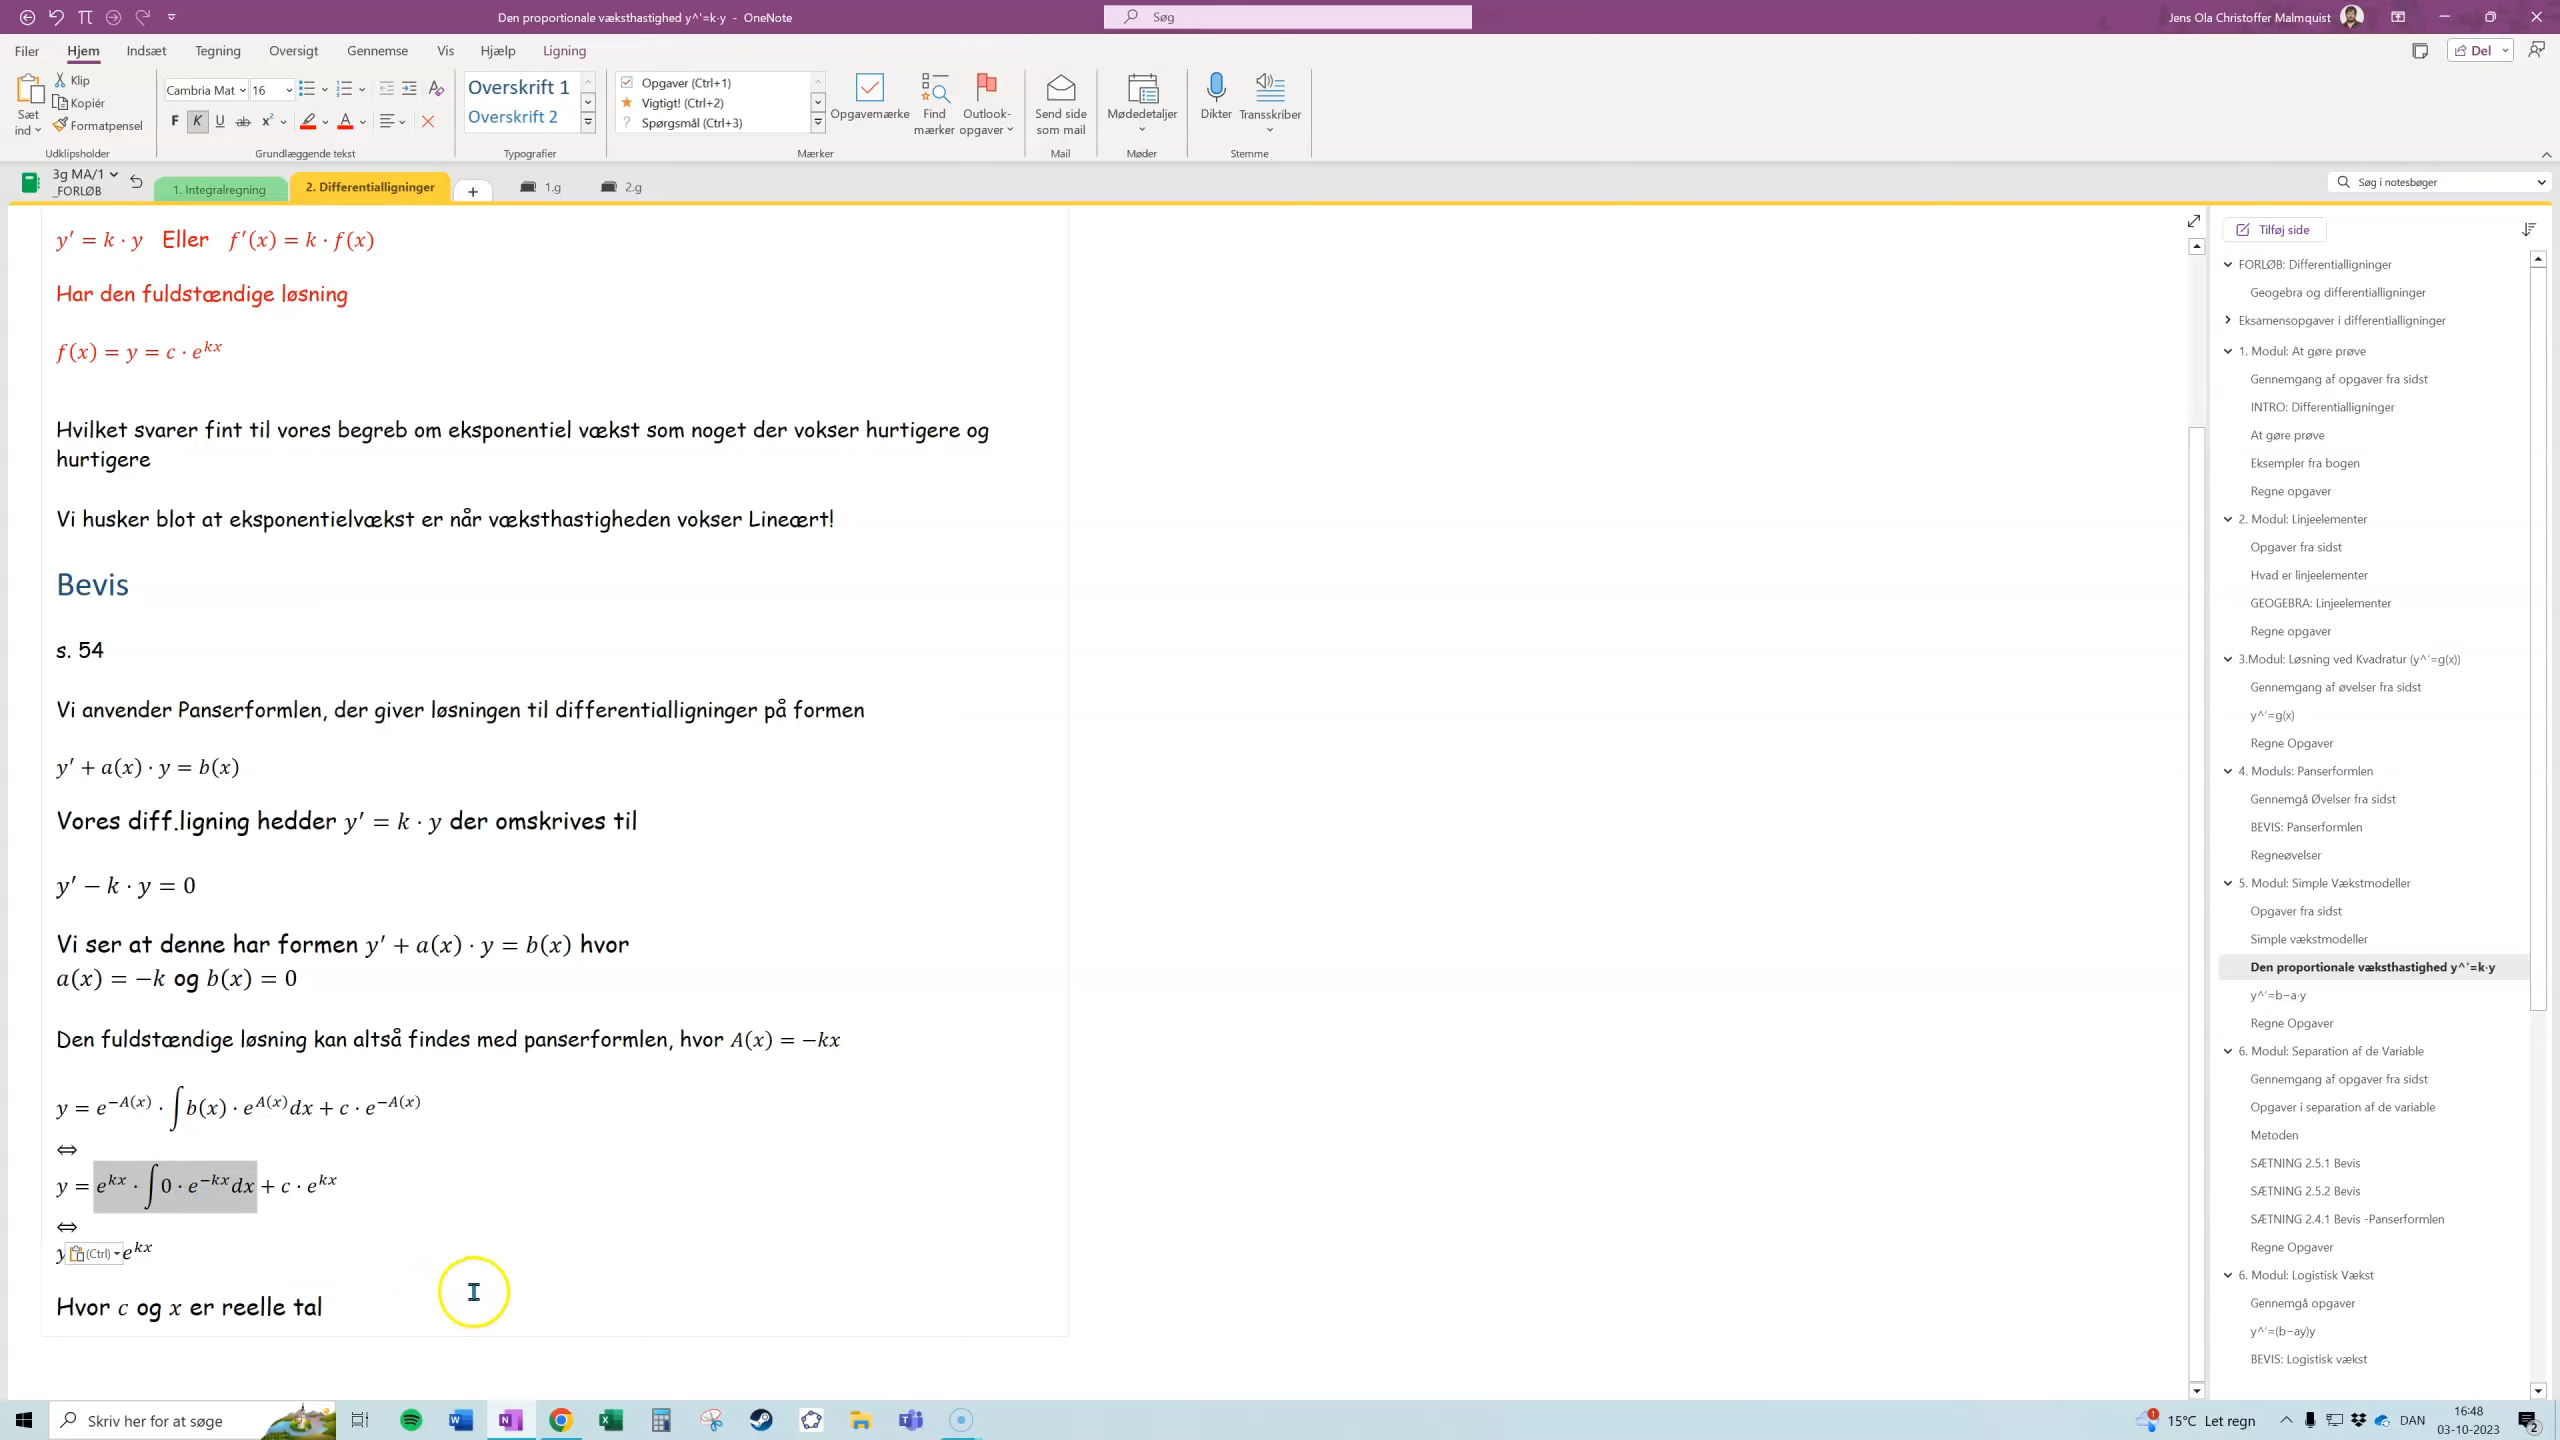 Den proportionale væksthastighed y^'=k·y - OneNote
Søg
Jens Ola Christoffer Malmquist
Filer Hjem Indsæt Tegning Oversigt Gennemse Vis Hjælp Ligning
Del
Sæt ind
Klip
Kopiér
Formatpensel
Udklipsholder
Cambria Mat 16
F K U ab x²
Grundlæggende tekst
Overskrift 1
Overskrift 2
Typografier
Opgaver (Ctrl+1)
Vigtigt! (Ctrl+2)
Spørgsmål (Ctrl+3)
Opgavemærke
Find mærker
Outlook-opgaver
Mærker
Send side som mail
Mail
Mødedetaljer
Møder
Dikter
Transskriber
Stemme
3g MA/1
_FORLØB
1. Integralregning
2. Differentialligninger
+
1.g
2.g
Søg i notesbøger
y′ = k · y Eller f′(x) = k · f(x)
Har den fuldstændige løsning
f(x) = y = c · e^{kx}
Hvilket svarer fint til vores begreb om eksponentiel vækst som noget der vokser hurtigere og
hurtigere
Vi husker blot at eksponentielvækst er når væksthastigheden vokser Lineært!
Bevis
s. 54
Vi anvender Panserformlen, der giver løsningen til differentialligninger på formen
y′ + a(x) · y = b(x)
Vores diff.ligning hedder y′ = k · y der omskrives til
y′ − k · y = 0
Vi ser at denne har formen y′ + a(x) · y = b(x) hvor
a(x) = −k og b(x) = 0
Den fuldstændige løsning kan altså findes med panserformlen, hvor A(x) = −kx
y = e^{−A(x)} · ∫b(x) · e^{A(x)}dx + c · e^{−A(x)}
⇔
y = e^{kx} · ∫0 · e^{−kx}dx + c · e^{kx}
⇔
y (Ctrl) e^{kx}
Hvor c og x er reelle tal
Tilføj side
FORLØB: Differentialligninger
Geogebra og differentialligninger
Eksamensopgaver i differentialligninger
1. Modul: At gøre prøve
Gennemgang af opgaver fra sidst
INTRO: Differentialligninger
At gøre prøve
Eksempler fra bogen
Regne opgaver
2. Modul: Linjeelementer
Opgaver fra sidst
Hvad er linjeelementer
GEOGEBRA: Linjeelementer
Regne opgaver
3.Modul: Løsning ved Kvadratur (y^'=g(x))
Gennemgang af øvelser fra sidst
y^'=g(x)
Regne Opgaver
4. Moduls: Panserformlen
Gennemgå Øvelser fra sidst
BEVIS: Panserformlen
Regneøvelser
5. Modul: Simple Vækstmodeller
Opgaver fra sidst
Simple vækstmodeller
Den proportionale væksthastighed y^'=k·y
y^'=b−a·y
Regne Opgaver
6. Modul: Separation af de Variable
Gennemgang af opgaver fra sidst
Opgaver i separation af de variable
Metoden
SÆTNING 2.5.1 Bevis
SÆTNING 2.5.2 Bevis
SÆTNING 2.4.1 Bevis -Panserformlen
Regne Opgaver
6. Modul: Logistisk Vækst
Gennemgå opgaver
y^'=(b−ay)y
BEVIS: Logistisk vækst
Skriv her for at søge
1
15°C Let regn
DAN
16:48
03-10-2023
2